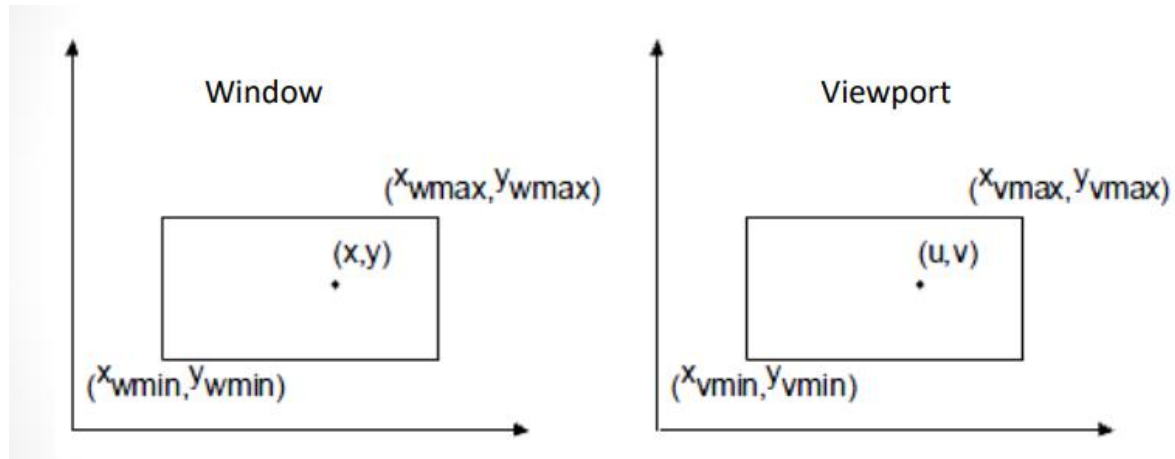 Window
Viewport
(xwmax,ywmax)
(xvmax,yvmax)
(x,y)
(u,v)
(xwmin,ywmin)
(xvmin,yvmin)